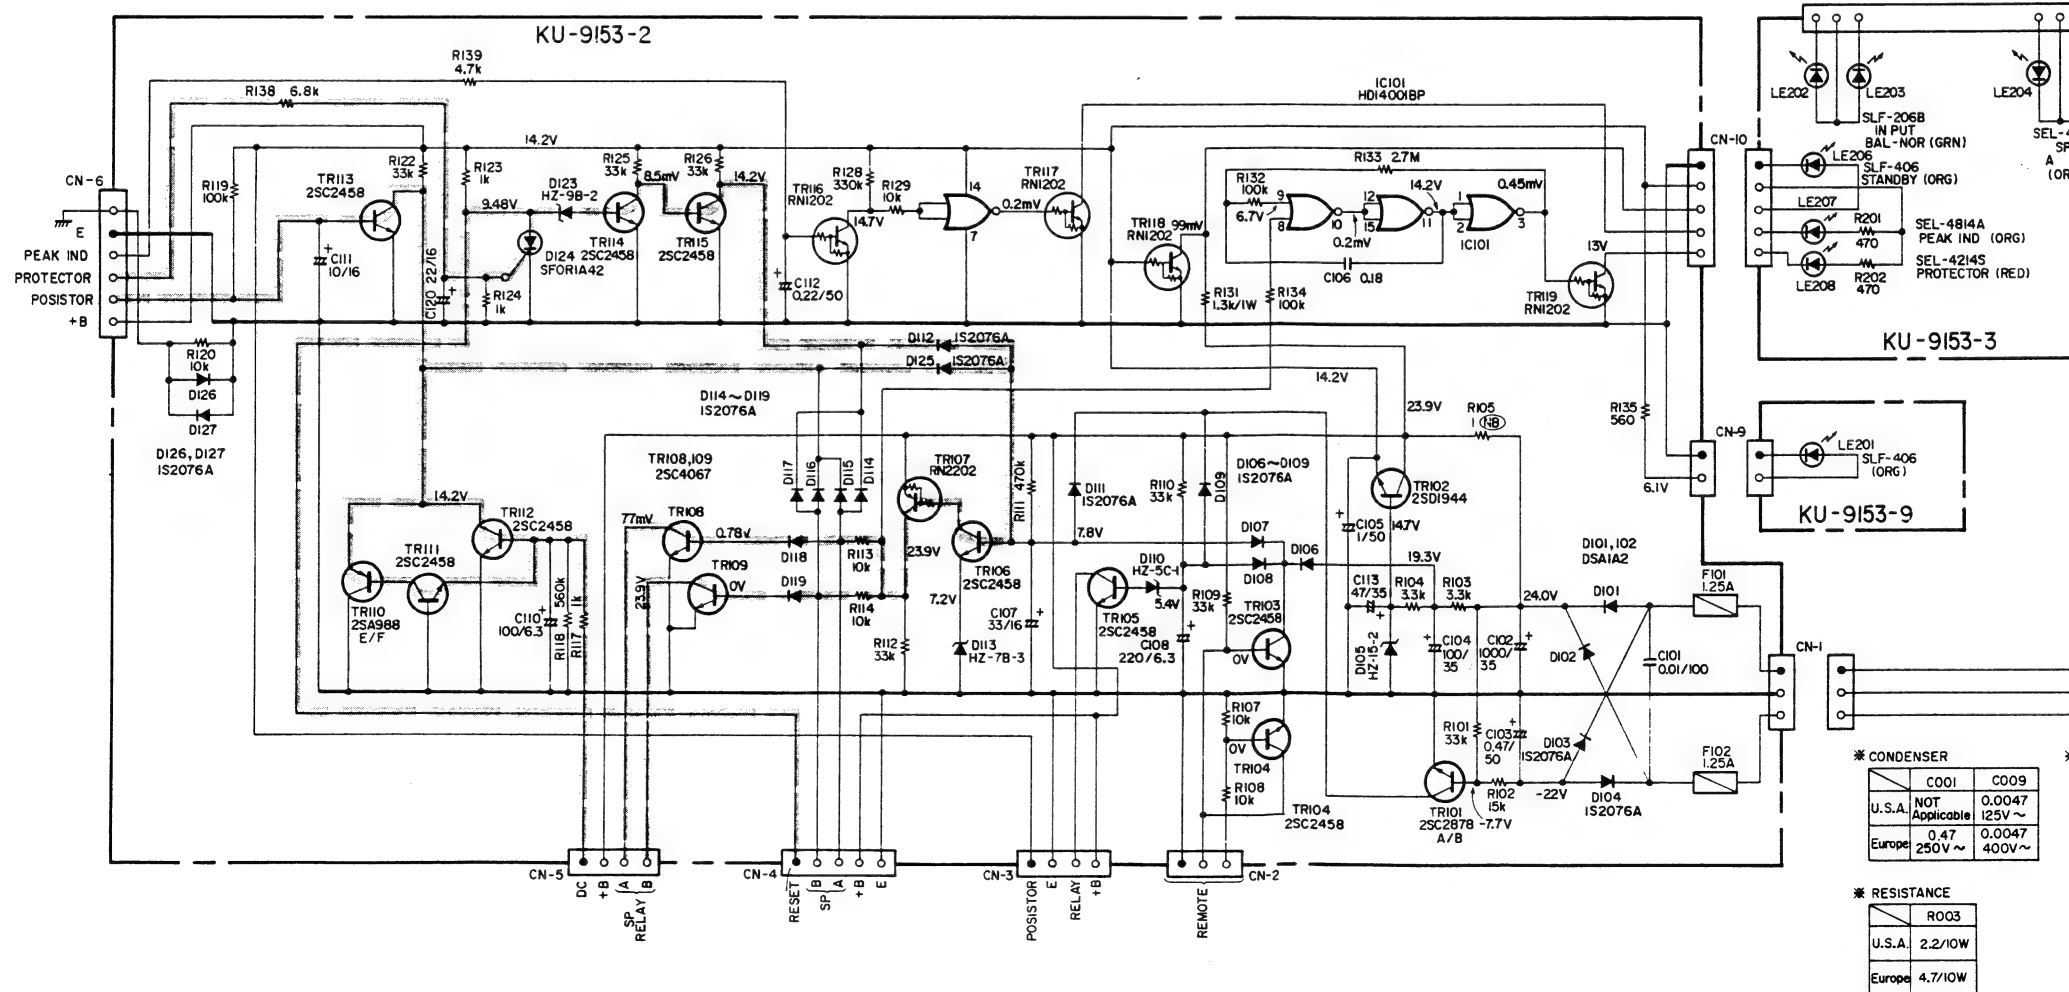 KU-9153-2
R139
4.7k
R138 6.8k
IC101
HD14001BP
14.2V
CN-6
E
PEAK IND
PROTECTOR
POSISTOR
+B
R119
100k
TR113
2SC2458
R122
33k
R123
1k
9.48V
D123
HZ-9B-2
R125
33k
8.5mV
R126
33k
14.2V
TR116
RN1202
R128
330k
R129
10k
14.7V
14
7
0.2mV
TR117
RN1202
TR118
RN1202
99mV
R133 2.7M
R132
100k
6.7V
9
8
10
0.2mV
12
15
11
14.2V
1
2
3
0.45mV
IC101
C106 0.18
13V
TR119
RN1202
C111
10/16
C120 22/16
D124
SFOR1A42
R124
1k
TR114
2SC2458
TR115
2SC2458
C112
0.22/50
R131
1.3k/1W
R134
100k
R120
10k
D126
D127
D126, D127
1S2076A
D112
1S2076A
D125
1S2076A
D114~D119
1S2076A
14.2V
23.9V
R105
1 NB
R135
560
6.1V
CN-10
CN-9
LE202
LE203
LE204
SLF-206B
INPUT
BAL-NOR (GRN)
SEL-4
SP
A
(OR
LE206
SLF-406
STANDBY (ORG)
LE207
R201
470
SEL-4814A
PEAK IND (ORG)
R202
470
SEL-4214S
PROTECTOR (RED)
LE208
KU-9153-3
LE201
SLF-406
(ORG)
KU-9153-9
14.2V
TR112
2SC2458
TR111
2SC2458
TR110
2SA988
E/F
C110
100/6.3
R118 560k
R117 1k
TR108,109
2SC4067
77mV
TR108
0.78V
23.9V
TR109
0V
D117
D116
D115
D114
D118
D119
R113
10k
R114
10k
TR107
RN2202
23.9V
TR106
2SC2458
7.2V
R112
33k
D113
HZ-7B-3
R111 470k
C107
33/16
D111
1S2076A
7.8V
R110
33k
D109
D106~D109
1S2076A
D107
D108
D106
D110
HZ-5C-1
5.4V
TR105
2SC2458
C108
220/6.3
R109
33k
TR103
2SC2458
0V
R107
10k
0V
TR104
R108
10k
TR104
2SC2458
C105
1/50
TR102
2SD1944
14.7V
19.3V
C113
47/35
R104
3.3k
R103
3.3k
D105
HZ-15-2
C104
100/
35
C102
1000/
35
24.0V
D101,102
DSA1A2
D101
D102
C101
0.01/100
F101
1.25A
CN-1
R101
33k
C103
0.47/
50
D103
1S2076A
R102
15k
-22V
D104
1S2076A
F102
1.25A
TR101
2SC2878
A/B
-7.7V
CN-5
DC
+B
A
B
SP
RELAY
CN-4
RESET
B
A
SP
+B
E
CN-3
POSISTOR
E
RELAY
+B
CN-2
REMOTE
※ CONDENSER
C001 C009
U.S.A. NOT Applicable 0.0047 125V~
Europe 0.47 250V~ 0.0047 400V~
※ RESISTANCE
R003
U.S.A. 2.2/10W
Europe 4.7/10W